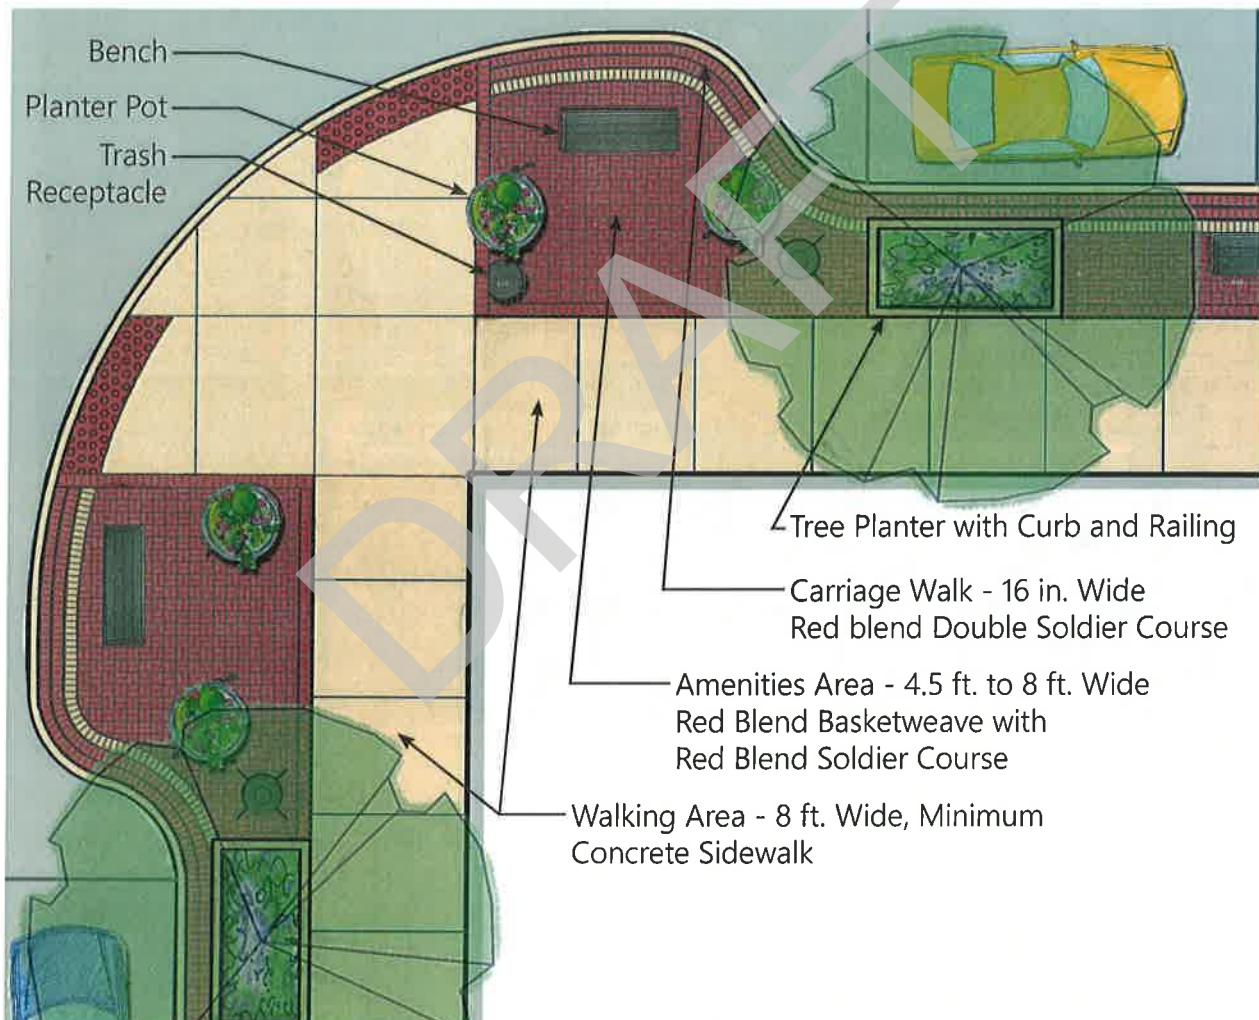 Bench
Planter Pot
Trash
Receptacle
DRAFT
Tree Planter with Curb and Railing
Carriage Walk - 16 in. Wide
Red blend Double Soldier Course
Amenities Area - 4.5 ft. to 8 ft. Wide
Red Blend Basketweave with
Red Blend Soldier Course
Walking Area - 8 ft. Wide, Minimum
Concrete Sidewalk